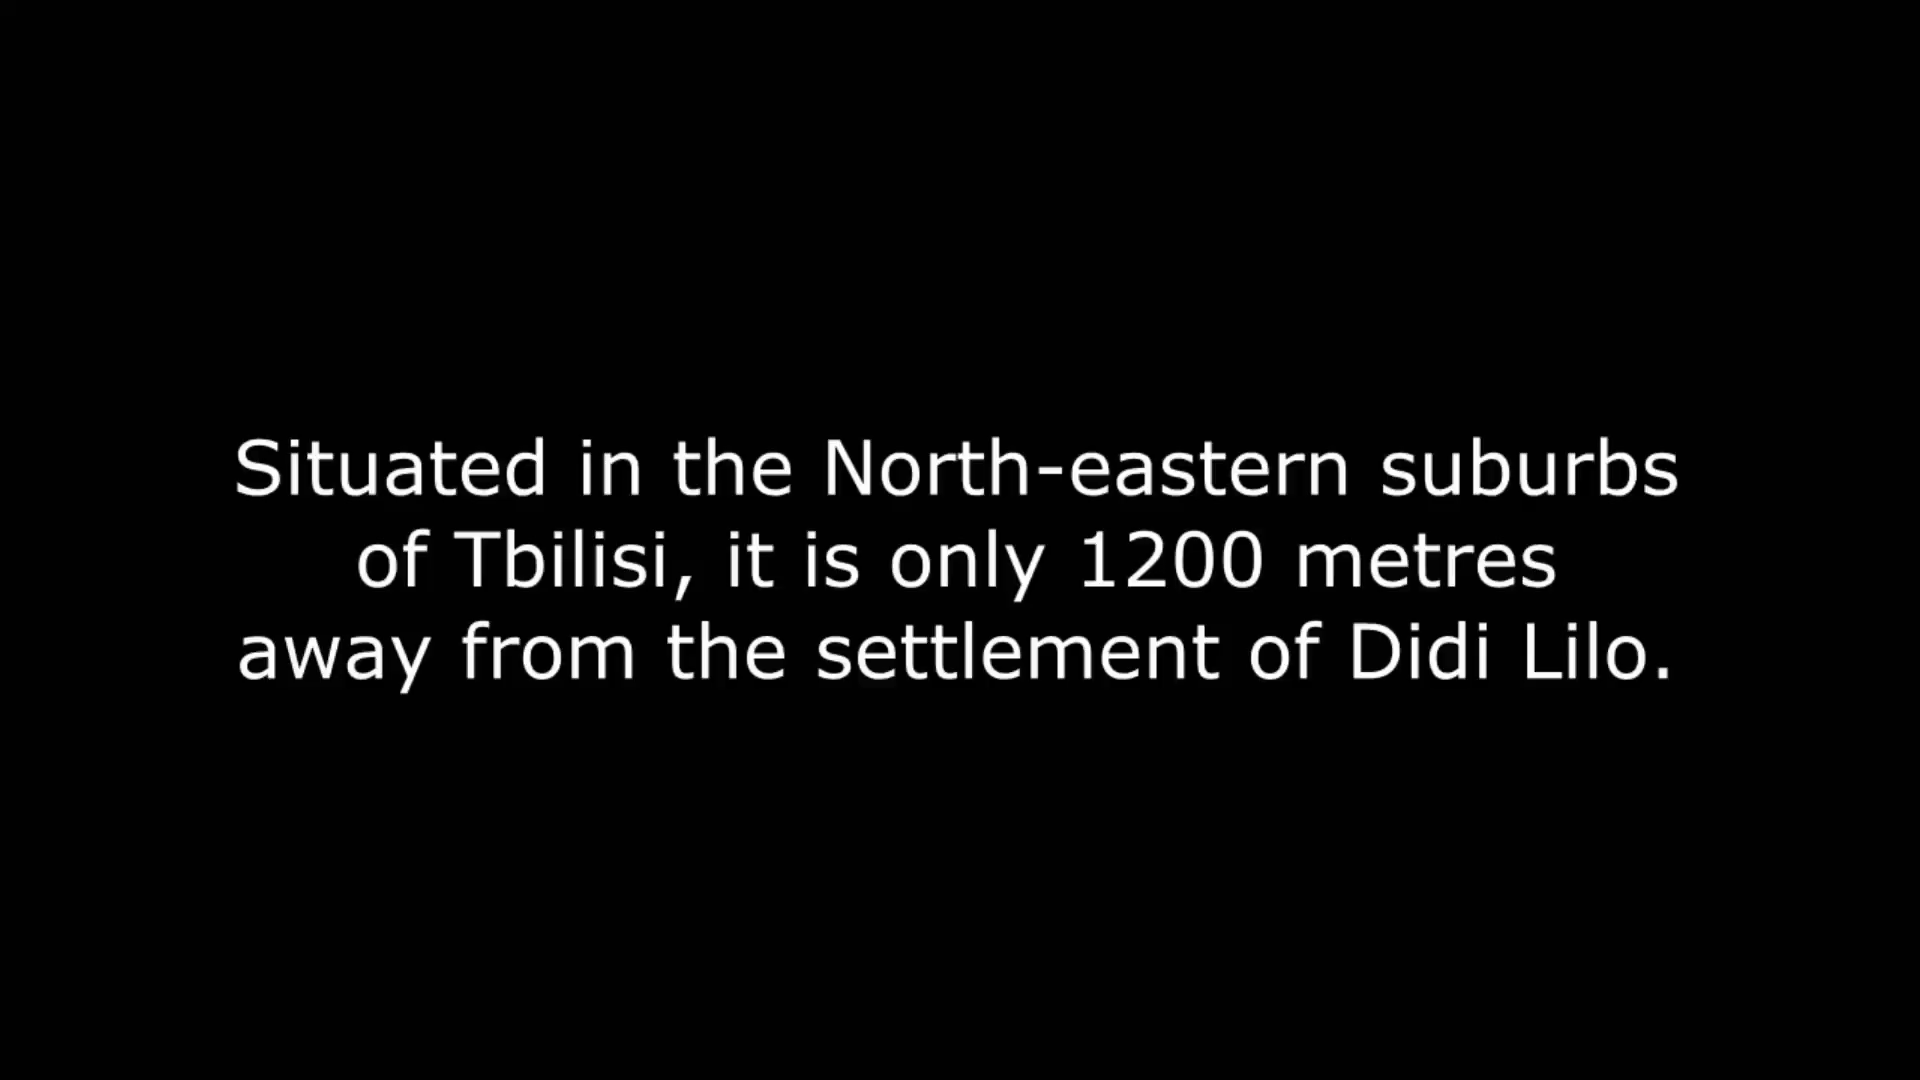 Situated in the North-eastern suburbs
of Tbilisi, it is only 1200 metres
away from the settlement of Didi Lilo.